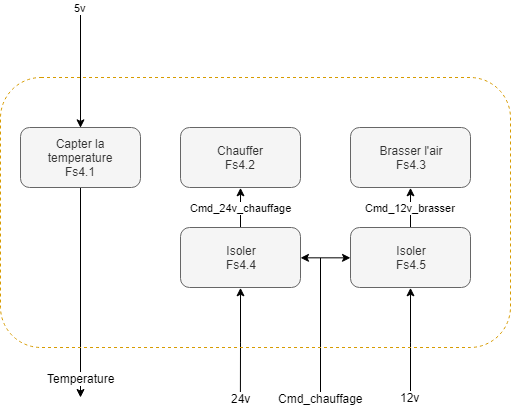 5v
Capter la
temperature
Fs4.1
Chauffer
Fs4.2
Brasser l'air
Fs4.3
Cmd_24v_chauffage
Cmd_12v_brasser
Isoler
Fs4.4
Isoler
Fs4.5
Temperature
24v
Cmd_chauffage
12v